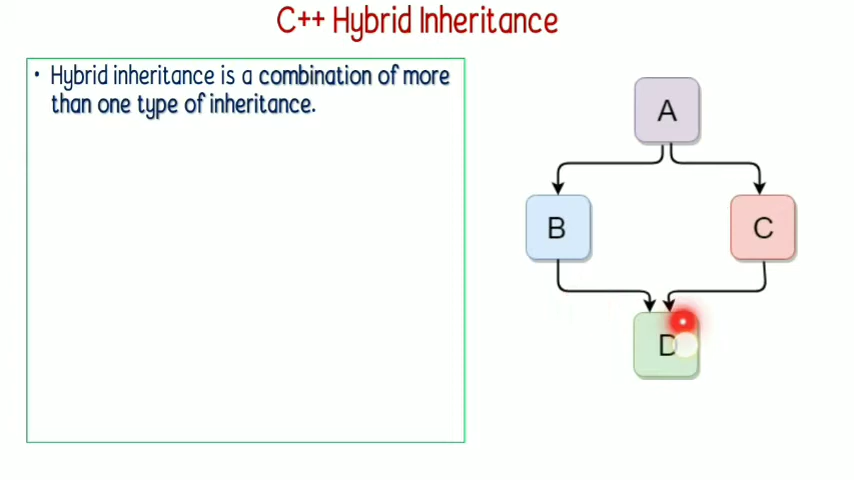 C++ Hybrid Inheritance
• Hybrid inheritance is a combination of more
than one type of inheritance.
A
B
C
D